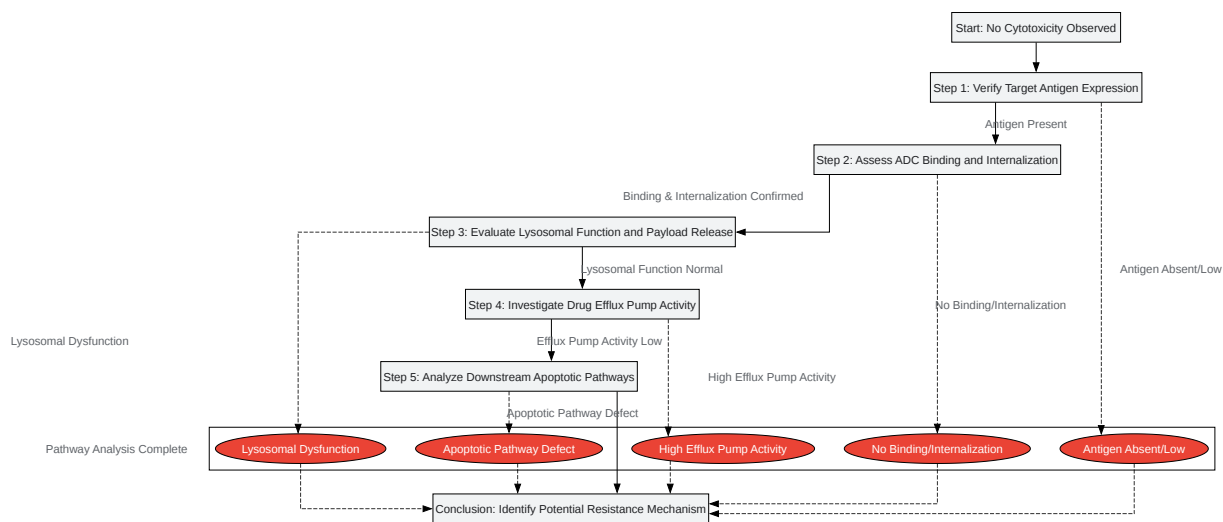 Start: No Cytotoxicity Observed
Step 1: Verify Target Antigen Expression
Antigen Present
Step 2: Assess ADC Binding and Internalization
Binding & Internalization Confirmed
Step 3: Evaluate Lysosomal Function and Payload Release
Lysosomal Function Normal
Antigen Absent/Low
Step 4: Investigate Drug Efflux Pump Activity
No Binding/Internalization
Lysosomal Dysfunction
Efflux Pump Activity Low
Step 5: Analyze Downstream Apoptotic Pathways
High Efflux Pump Activity
Apoptotic Pathway Defect
Pathway Analysis Complete
Lysosomal Dysfunction
Apoptotic Pathway Defect
High Efflux Pump Activity
No Binding/Internalization
Antigen Absent/Low
Conclusion: Identify Potential Resistance Mechanism